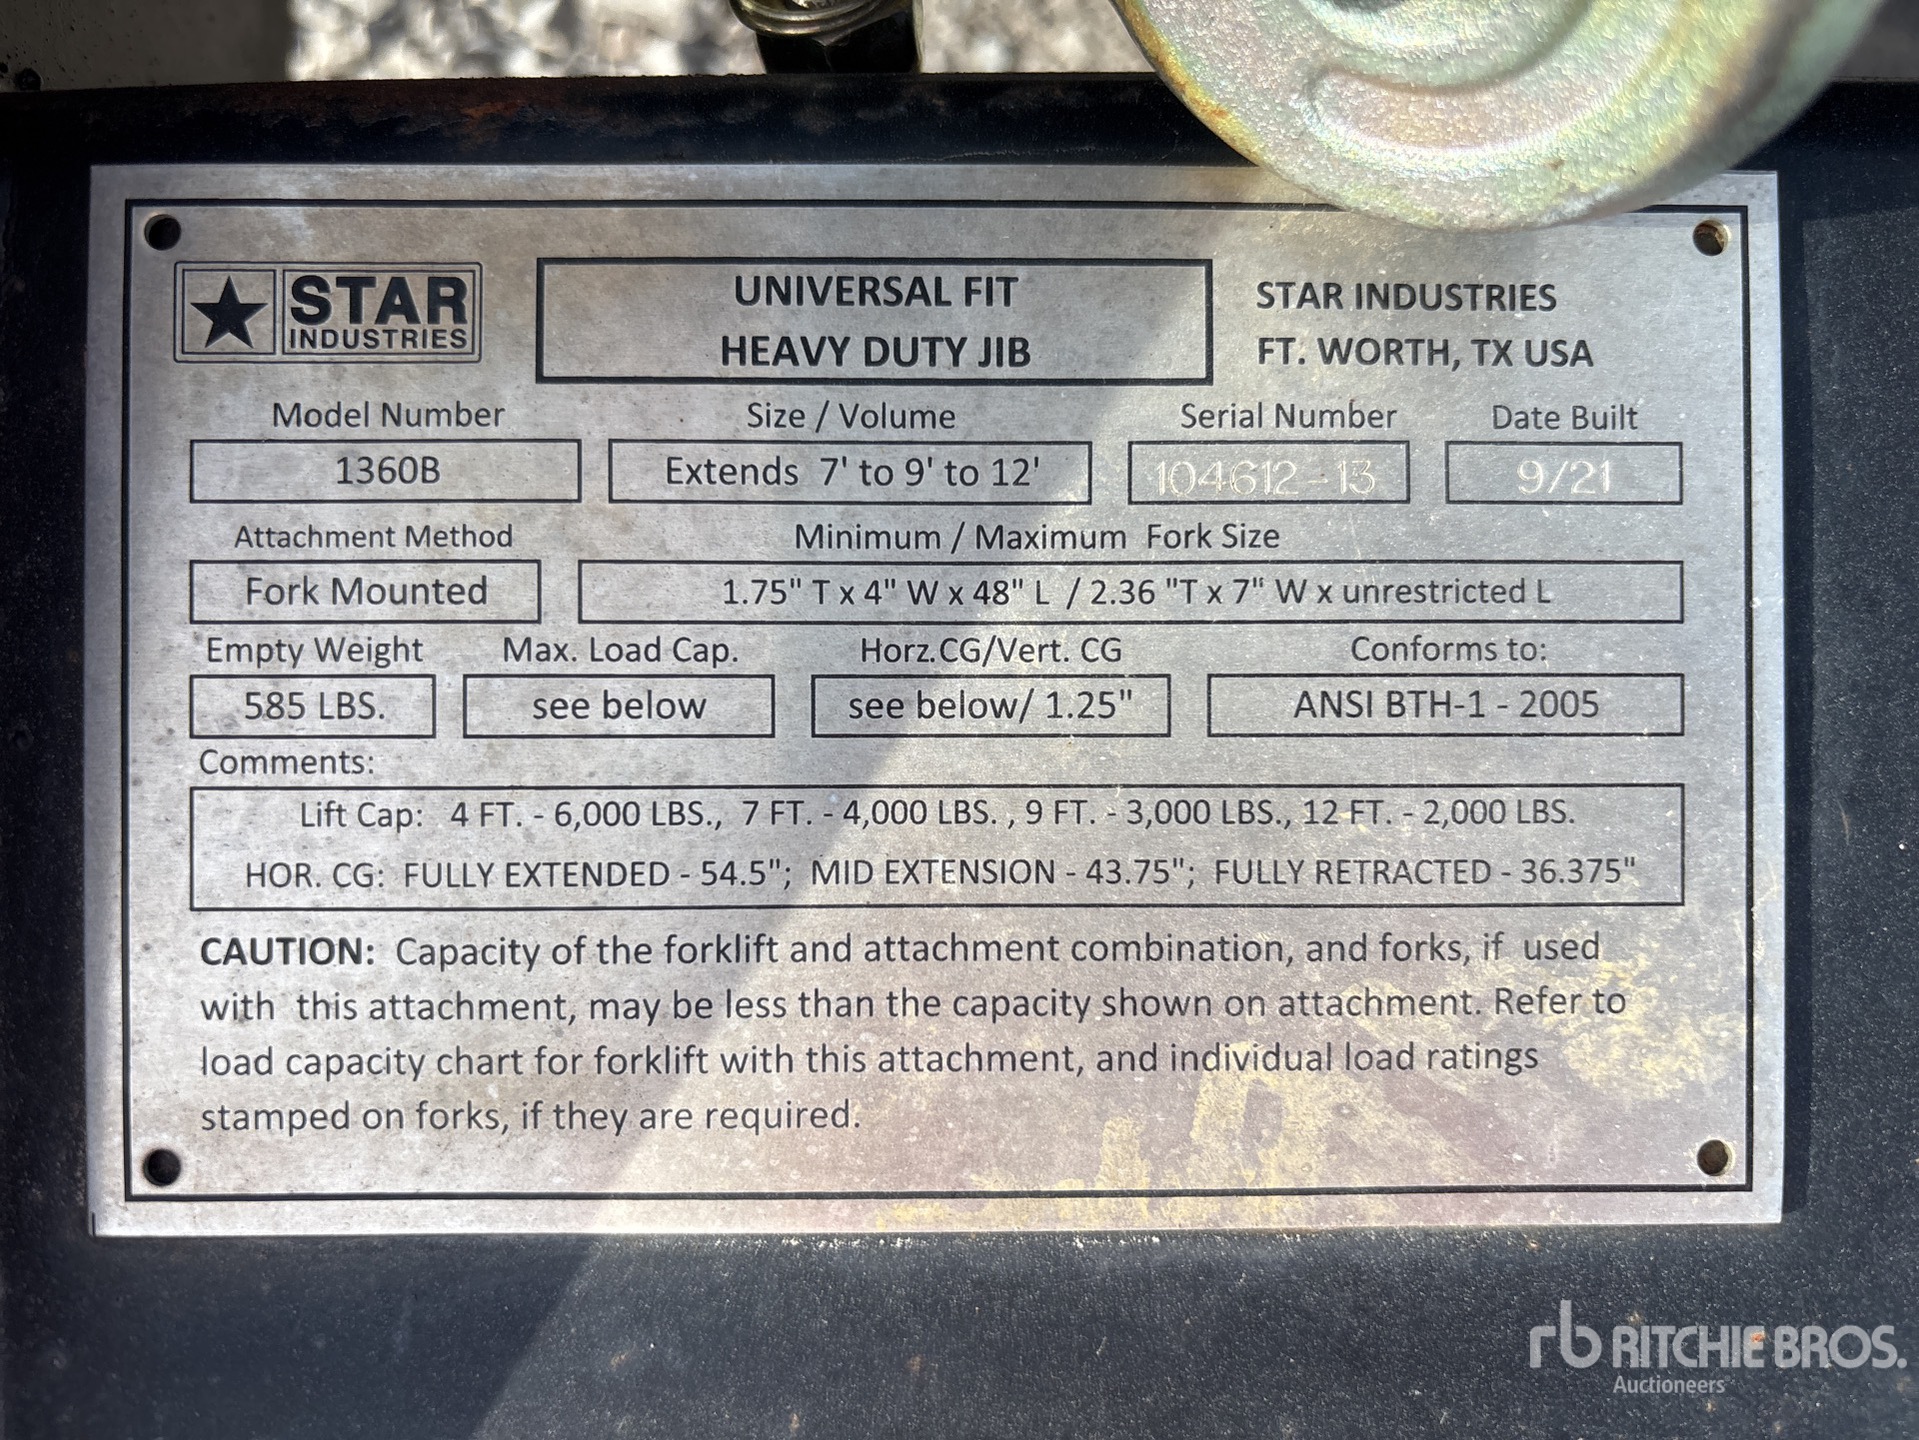 STAR
INDUSTRIES
UNIVERSAL FIT
HEAVY DUTY JIB
STAR INDUSTRIES
FT. WORTH, TX USA
Model Number Size / Volume Serial Number Date Built
1360B Extends 7' to 9' to 12' 104612-13 9/21
Attachment Method Minimum / Maximum Fork Size
Fork Mounted 1.75" T x 4" W x 48" L / 2.36 "T x 7" W x unrestricted L
Empty Weight Max. Load Cap. Horz.CG/Vert. CG Conforms to:
585 LBS. see below see below/ 1.25" ANSI BTH-1 - 2005
Comments:
Lift Cap: 4 FT. - 6,000 LBS., 7 FT. - 4,000 LBS. , 9 FT. - 3,000 LBS., 12 FT. - 2,000 LBS.
HOR. CG: FULLY EXTENDED - 54.5"; MID EXTENSION - 43.75"; FULLY RETRACTED - 36.375"
CAUTION: Capacity of the forklift and attachment combination, and forks, if used
with this attachment, may be less than the capacity shown on attachment. Refer to
load capacity chart for forklift with this attachment, and individual load ratings
stamped on forks, if they are required.
rb RITCHIE BROS.
Auctioneers